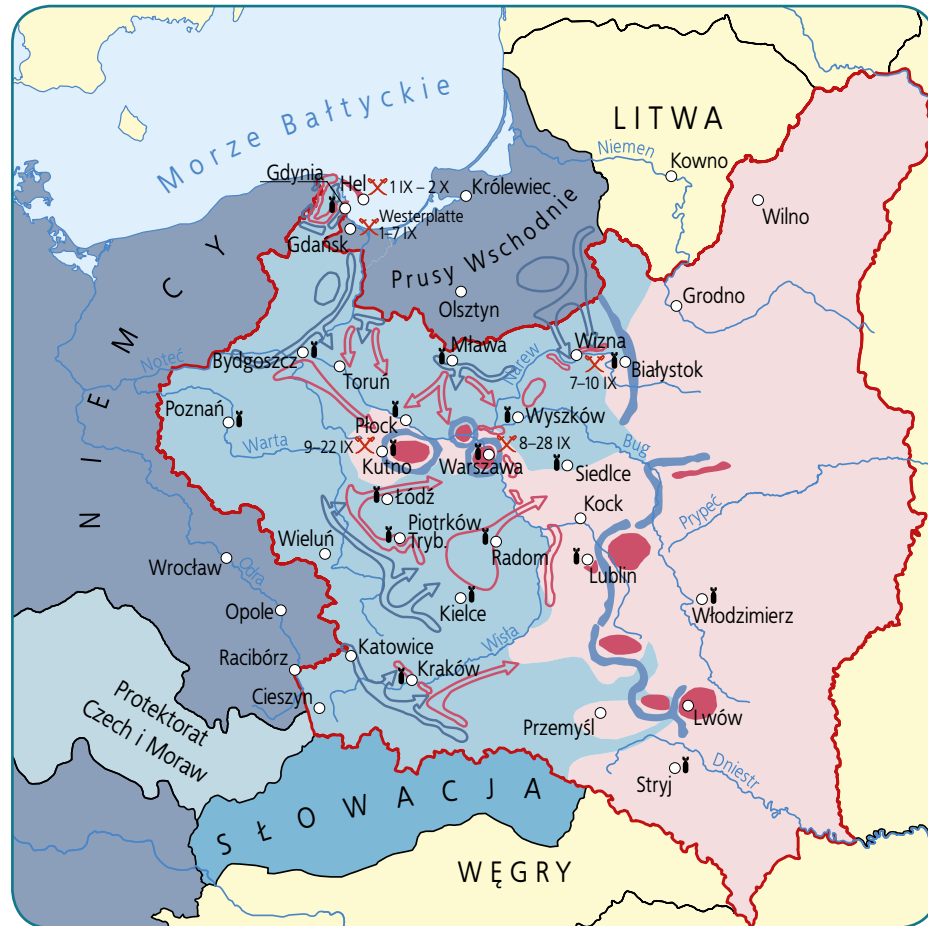 Morze Bałtyckie
LITWA
Niemen
Kowno
Wilno
Gdynia
Hel
1 IX – 2 X
Królewiec
Westerplatte
1–7 IX
Gdańsk
Prusy Wschodnie
Olsztyn
Grodno
NIEMCY
Noteć
Bydgoszcz
Toruń
Mława
Narew
Wizna
7–10 IX
Białystok
Poznań
Warta
Płock
Wyszków
9–22 IX
Kutno
8–28 IX
Warszawa
Bug
Siedlce
Łódź
Kock
Prypeć
Piotrków
Tryb.
Wieluń
Radom
Lublin
Wrocław
Odra
Opole
Kielce
Włodzimierz
Wisła
Racibórz
Katowice
Kraków
Cieszyn
Protektorat
Czech i Moraw
Przemyśl
Lwów
Stryj
Dniestr
SŁOWACJA
WĘGRY